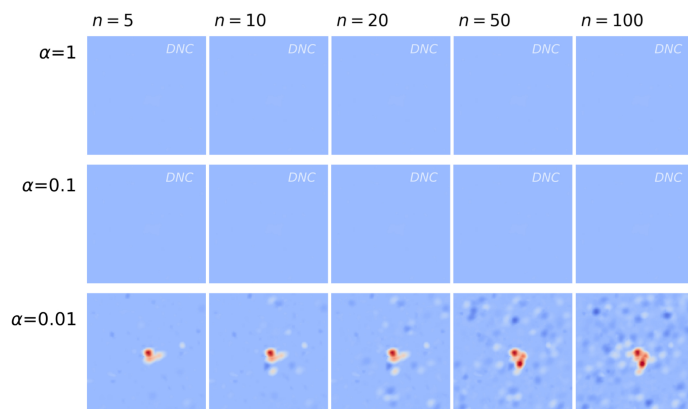 n = 5 n = 10 n = 20 n = 50 n = 100
α=1 DNC DNC DNC DNC DNC
α=0.1 DNC DNC DNC DNC DNC
α=0.01